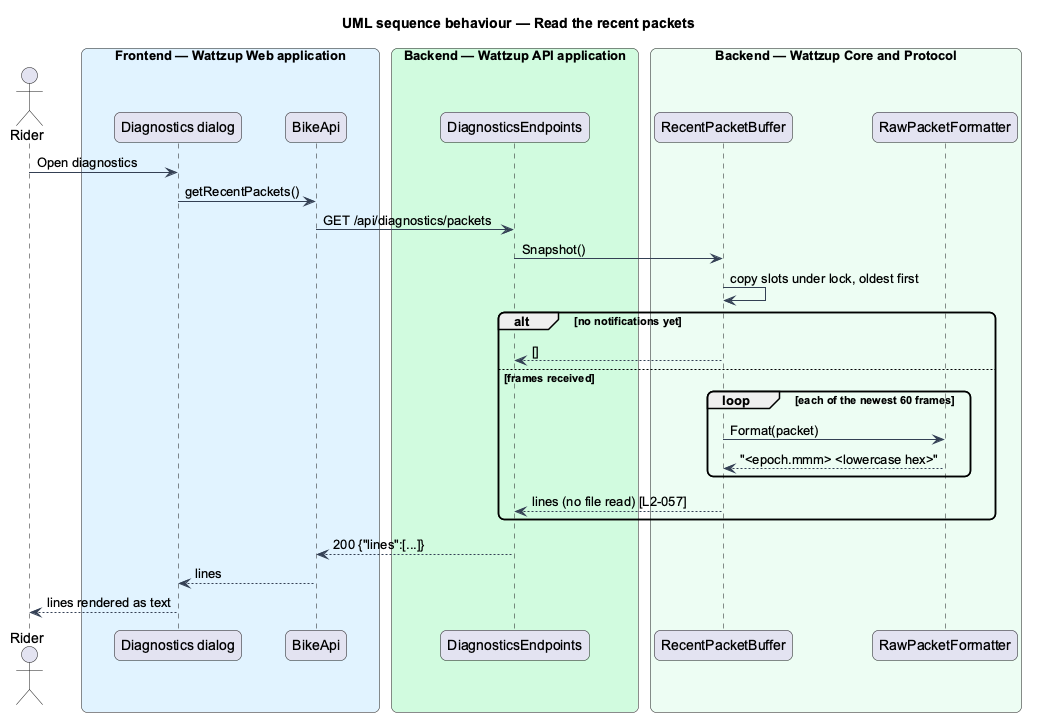 UML sequence behaviour — Read the recent packets
Frontend — Wattzup Web application
Backend — Wattzup API application
Backend — Wattzup Core and Protocol
Rider
Diagnostics dialog
BikeApi
DiagnosticsEndpoints
RecentPacketBuffer
RawPacketFormatter
Open diagnostics
getRecentPackets()
GET /api/diagnostics/packets
Snapshot()
copy slots under lock, oldest first
alt
[no notifications yet]
[]
[frames received]
loop
[each of the newest 60 frames]
Format(packet)
"<epoch.mmm> <lowercase hex>"
lines (no file read) [L2-057]
200 {"lines":[...]}
lines
lines rendered as text
Rider
Diagnostics dialog
BikeApi
DiagnosticsEndpoints
RecentPacketBuffer
RawPacketFormatter